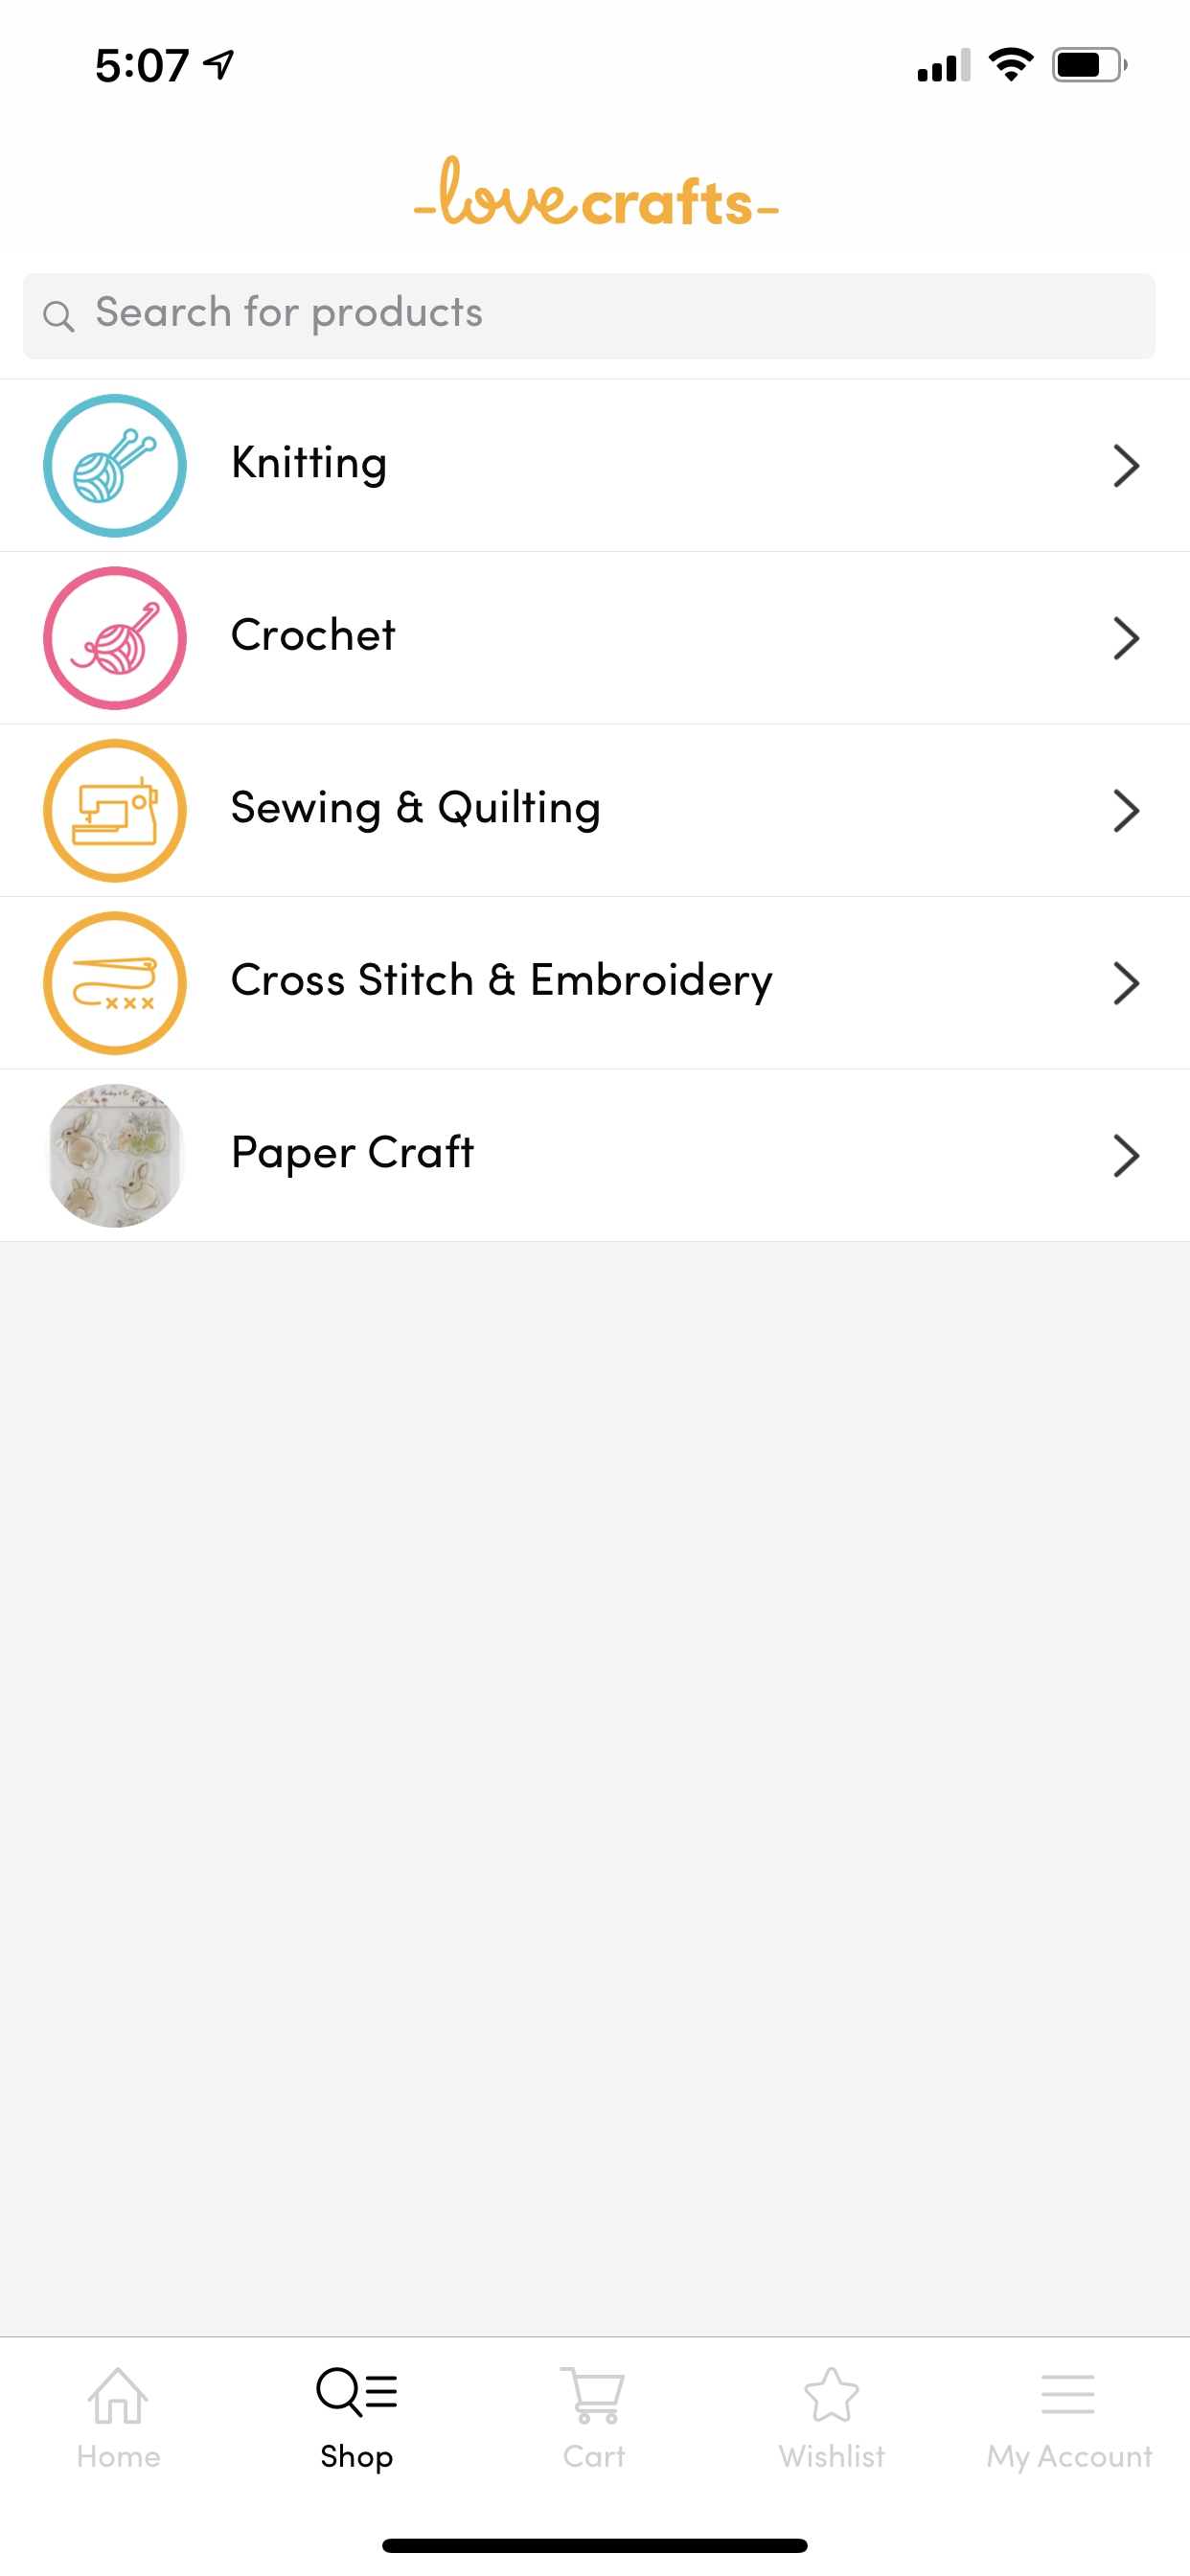 5:07
-lovecrafts-
Search for products
Knitting
Crochet
Sewing & Quilting
Cross Stitch & Embroidery
Paper Craft
Home
Shop
Cart
Wishlist
My Account